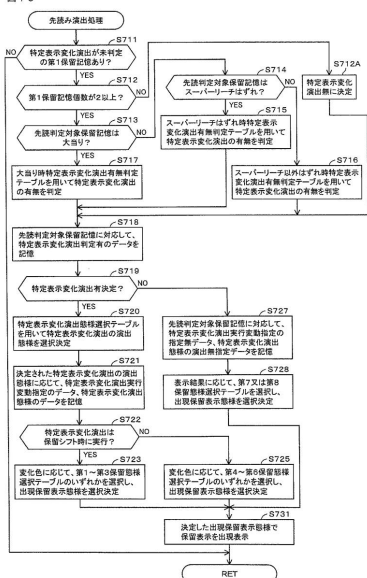 先読み演出処理
S711
特定表示変化演出が未判定
の第1保留記憶あり？
NO
YES
S712
第1保留記憶個数が2以上？
NO
YES
S713
先読判定対象保留記憶は
大当り？
NO
YES
S717
大当り時特定表示変化演出有無判定
テーブルを用いて特定表示変化演出
の有無を判定
S714
先読判定対象保留記憶は
スーパーリーチはずれ？
NO
YES
S715
スーパーリーチはずれ時特定表示
変化演出有無判定テーブルを用いて
特定表示変化演出の有無を判定
S712A
特定表示変化
演出無に決定
S716
スーパーリーチ以外はずれ時特定表示
変化演出有無判定テーブルを用いて特
定表示変化演出の有無を判定
S718
先読判定対象保留記憶に対応して、
特定表示変化演出判定有のデータを
記憶
S719
特定表示変化演出有決定？
NO
YES
S720
特定表示変化演出態様選択テーブル
を用いて特定表示変化演出の演出
態様を選択決定
S721
決定された特定表示変化演出の演出
態様に応じて、特定表示変化演出実行
変動指定のデータ、特定表示変化演出
態様のデータを記憶
S722
特定表示変化演出は
保留シフト時に実行？
NO
YES
S723
変化色に応じて、第1～第3保留態様
選択テーブルのいずれかを選択し、
出現保留表示態様を選択決定
S727
先読判定対象保留記憶に対応して、
特定表示変化演出実行変動指定の
指定無データ、特定表示変化演出
態様の演出無指定データを記憶
S728
表示結果に応じて、第7又は第8
保留態様選択テーブルを選択し、
出現保留表示態様を選択決定
S725
変化色に応じて、第4～第6保留態様
選択テーブルのいずれかを選択し、
出現保留表示態様を選択決定
S731
決定した出現保留表示態様で
保留表示を出現表示
RET